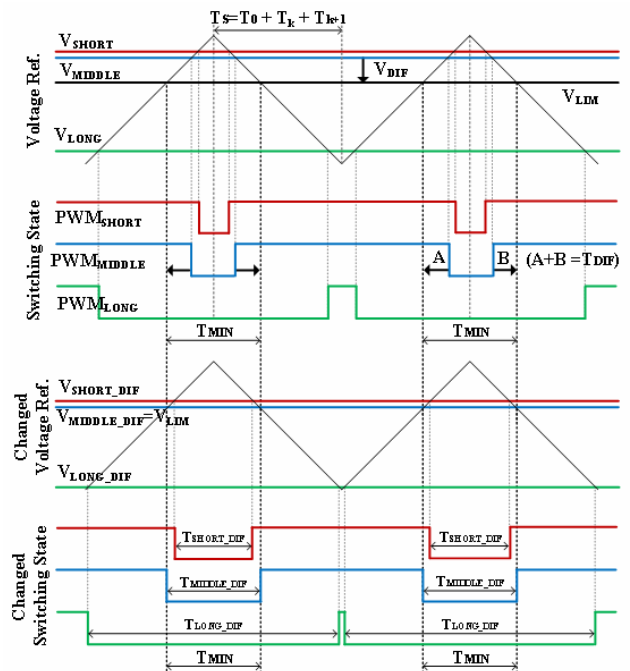 TS=T0 + Tk + Tk+1
VSHORT
VMIDDLE
VDIF
VLIM
VLONG
Voltage Ref.
PWMSHORT
PWMMIDDLE
A
B
(A+B =TDIF)
PWMLONG
Switching State
TMIN
TMIN
VSHORT_DIF
VMIDDLE_DIF=VLIM
VLONG_DIF
Changed
Voltage Ref.
TSHORT_DIF
TSHORT_DIF
TMIDDLE_DIF
TMIDDLE_DIF
TLONG_DIF
TLONG_DIF
Changed
Switching State
TMIN
TMIN